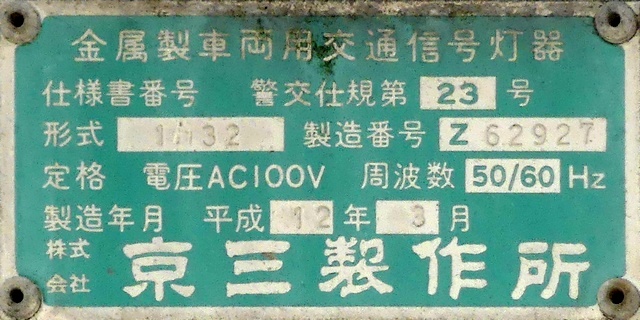 金属製車両用交通信号灯器
仕様書番号 警交仕規第 23 号
形式 製造番号 Z 62927
定格 電圧AC100V 周波数 50/60 Hz
製造年月 平成 12 年 3 月
株式会社 京三製作所